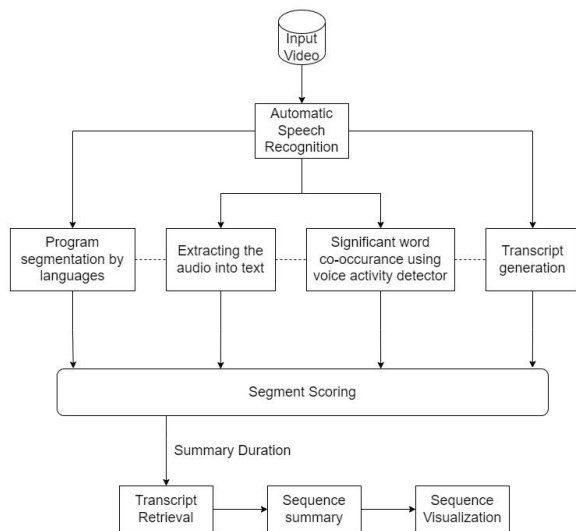 Input
Video
Automatic
Speech
Recognition
Program
segmentation by
languages
Extracting the
audio into text
Significant word
co-occurance using
voice activity detector
Transcript
generation
Segment Scoring
Summary Duration
Transcript
Retrieval
Sequence
summary
Sequence
Visualization